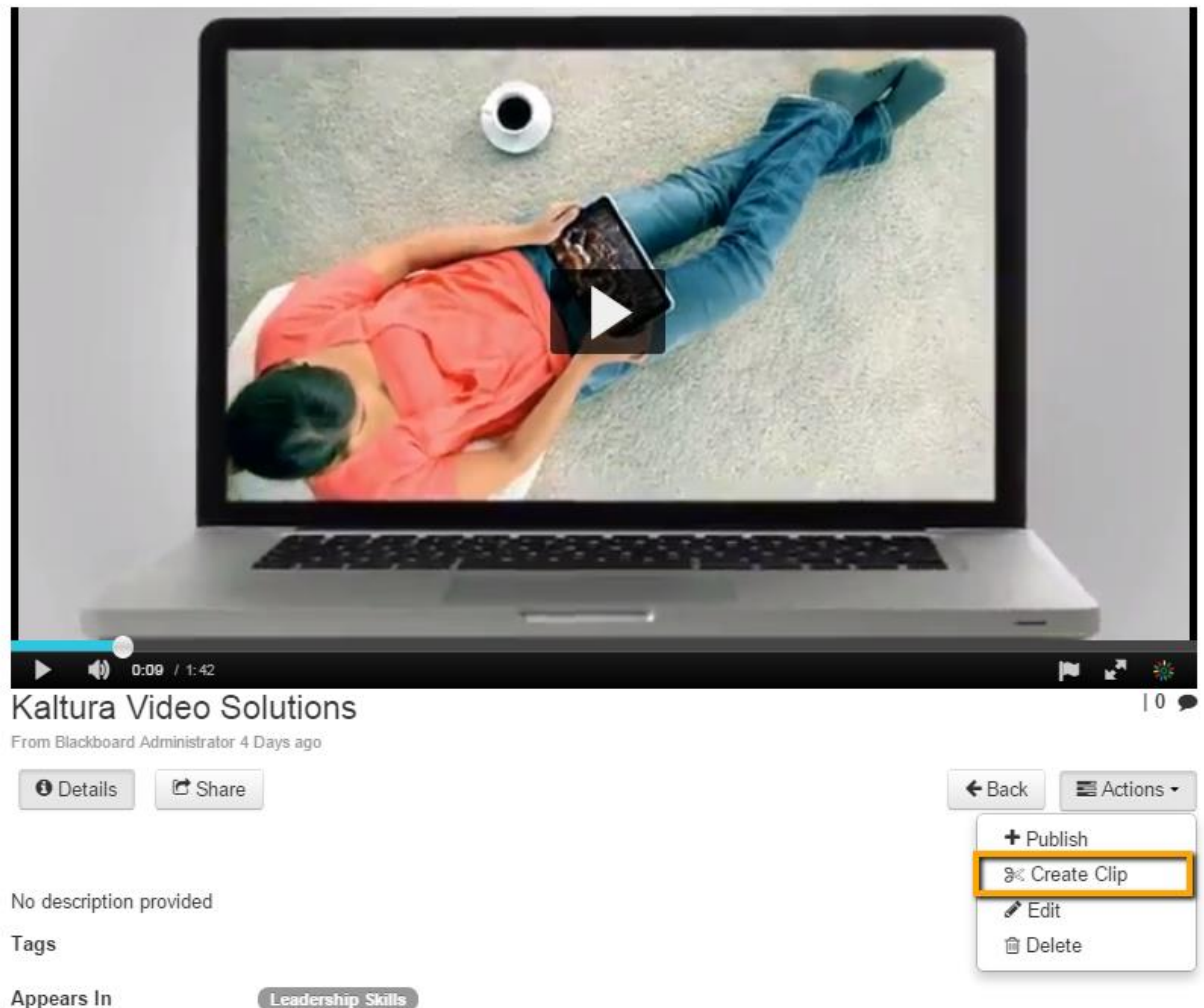 0:09 / 1:42
Kaltura Video Solutions
| 0
From Blackboard Administrator 4 Days ago
Details
Share
Back
Actions
Publish
Create Clip
Edit
Delete
No description provided
Tags
Appears In
Leadership Skills